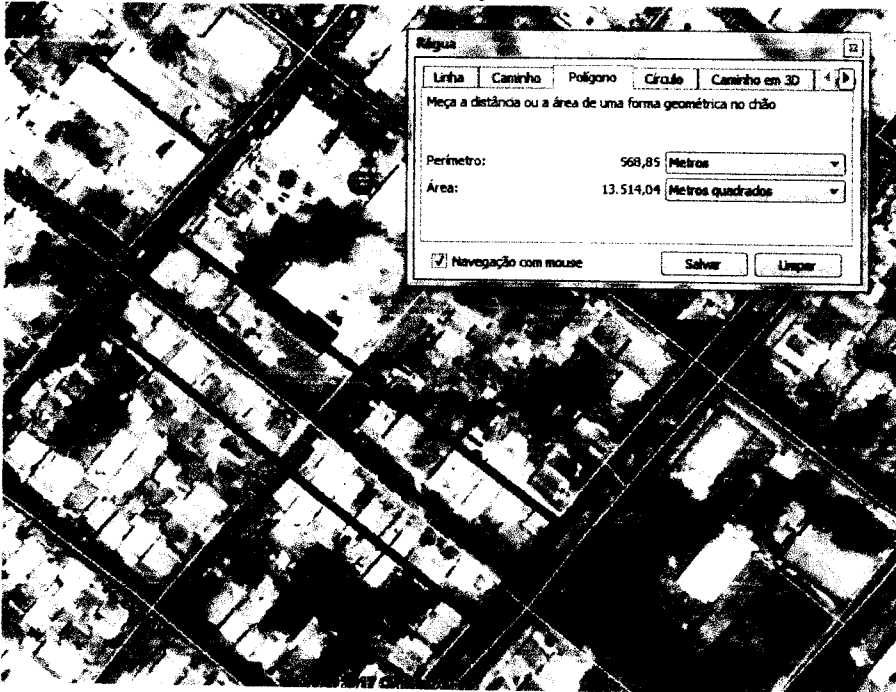 Régua
Linha Caminho Polígono Círculo Caminho em 3D
Meça a distância ou a área de uma forma geométrica no chão
Perímetro: 568,85 Metros
Área: 13.514,04 Metros quadrados
Navegação com mouse Salvar Limpar